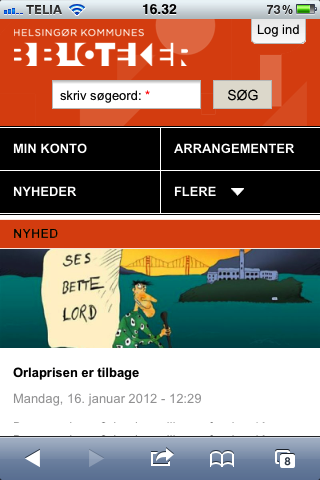 TELIA 16.32 73%
Log ind
HELSINGØR KOMMUNES
BIBLIOTEKER
skriv søgeord: *
SØG
MIN KONTO
ARRANGEMENTER
NYHEDER
FLERE
NYHED
SES
BETTE
LORD
Orlaprisen er tilbage
Mandag, 16. januar 2012 - 12:29
8